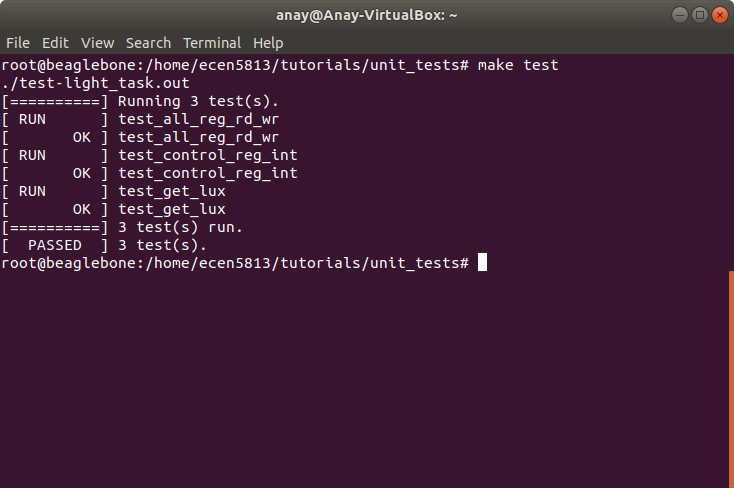 anay@Anay-VirtualBox: ~
File Edit View Search Terminal Help
root@beaglebone:/home/ecen5813/tutorials/unit_tests# make test
./test-light_task.out
[==========] Running 3 test(s).
[ RUN      ] test_all_reg_rd_wr
[       OK ] test_all_reg_rd_wr
[ RUN      ] test_control_reg_int
[       OK ] test_control_reg_int
[ RUN      ] test_get_lux
[       OK ] test_get_lux
[==========] 3 test(s) run.
[  PASSED  ] 3 test(s).
root@beaglebone:/home/ecen5813/tutorials/unit_tests#